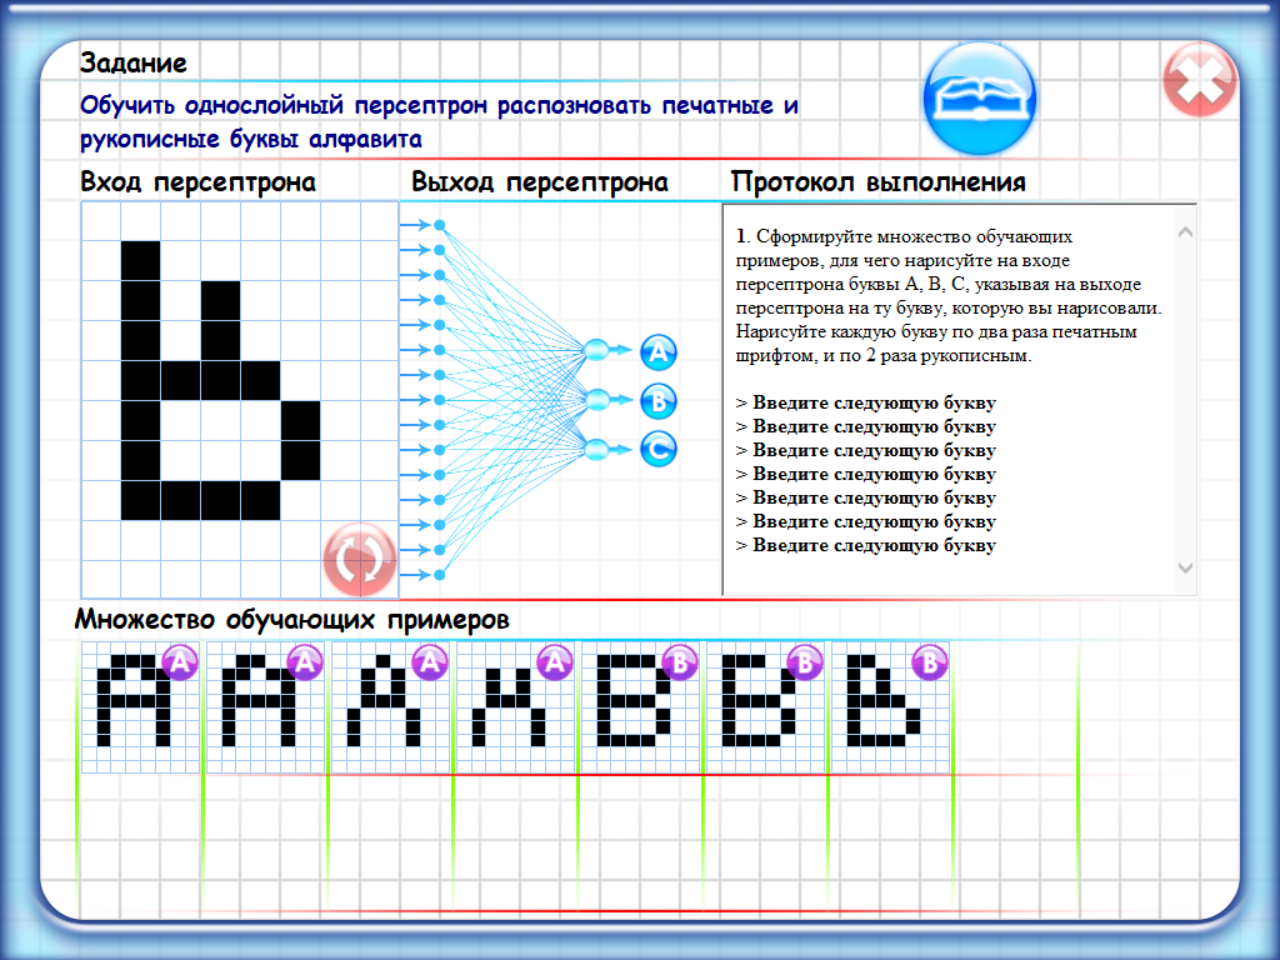 Задание
Обучить однослойный персептрон распозновать печатные и
рукописные буквы алфавита
Вход персептрона
Выход персептрона
Протокол выполнения
1. Сформируйте множество обучающих
примеров, для чего нарисуйте на входе
персептрона буквы А, В, С, указывая на выходе
персептрона на ту букву, которую вы нарисовали.
Нарисуйте каждую букву по два раза печатным
шрифтом, и по 2 раза рукописным.
> Введите следующую букву
> Введите следующую букву
> Введите следующую букву
> Введите следующую букву
> Введите следующую букву
> Введите следующую букву
> Введите следующую букву
A
B
C
Множество обучающих примеров
A A A A B B B